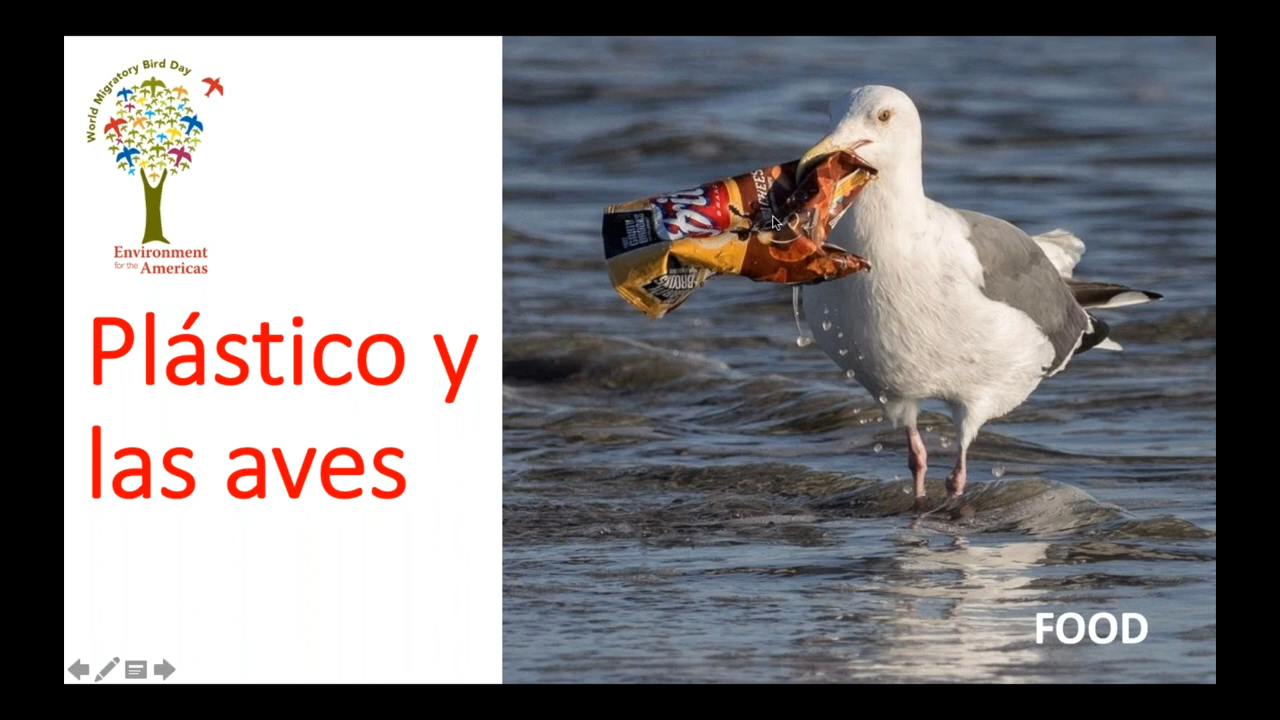 World Migratory Bird Day
Environment
for the Americas
Plástico y
las aves
FOOD